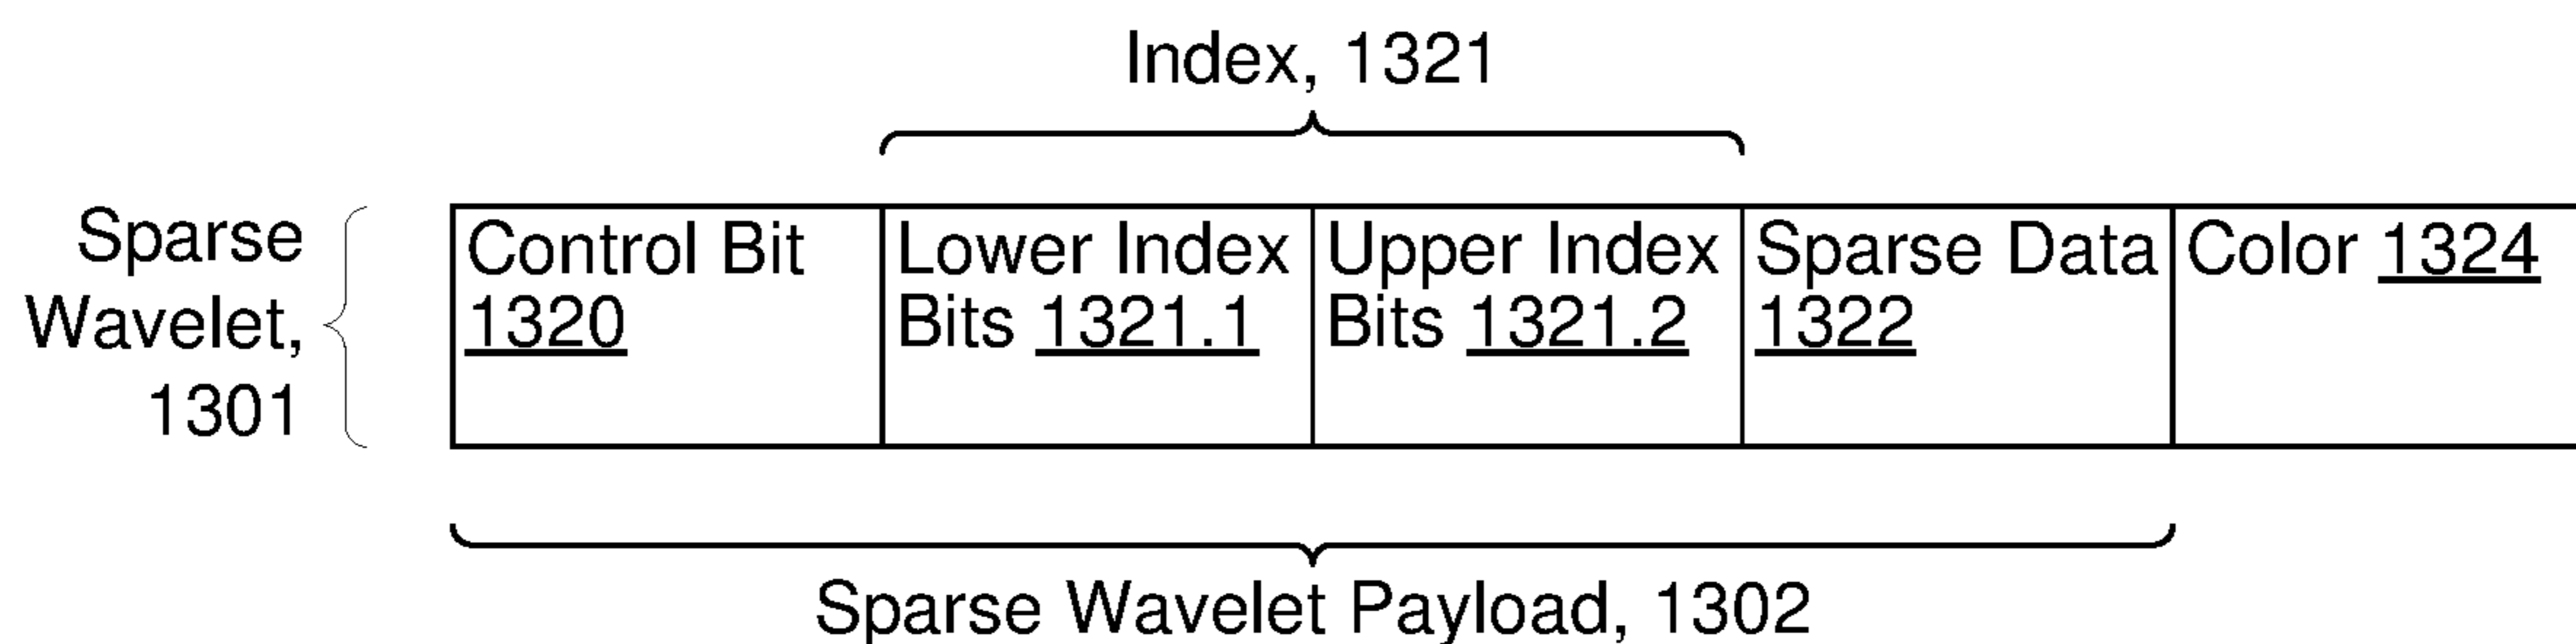 Index, 1321
Sparse
Wavelet,
1301
Control Bit
1320
Lower Index
Bits 1321.1
Upper Index
Bits 1321.2
Sparse Data
1322
Color 1324
Sparse Wavelet Payload, 1302